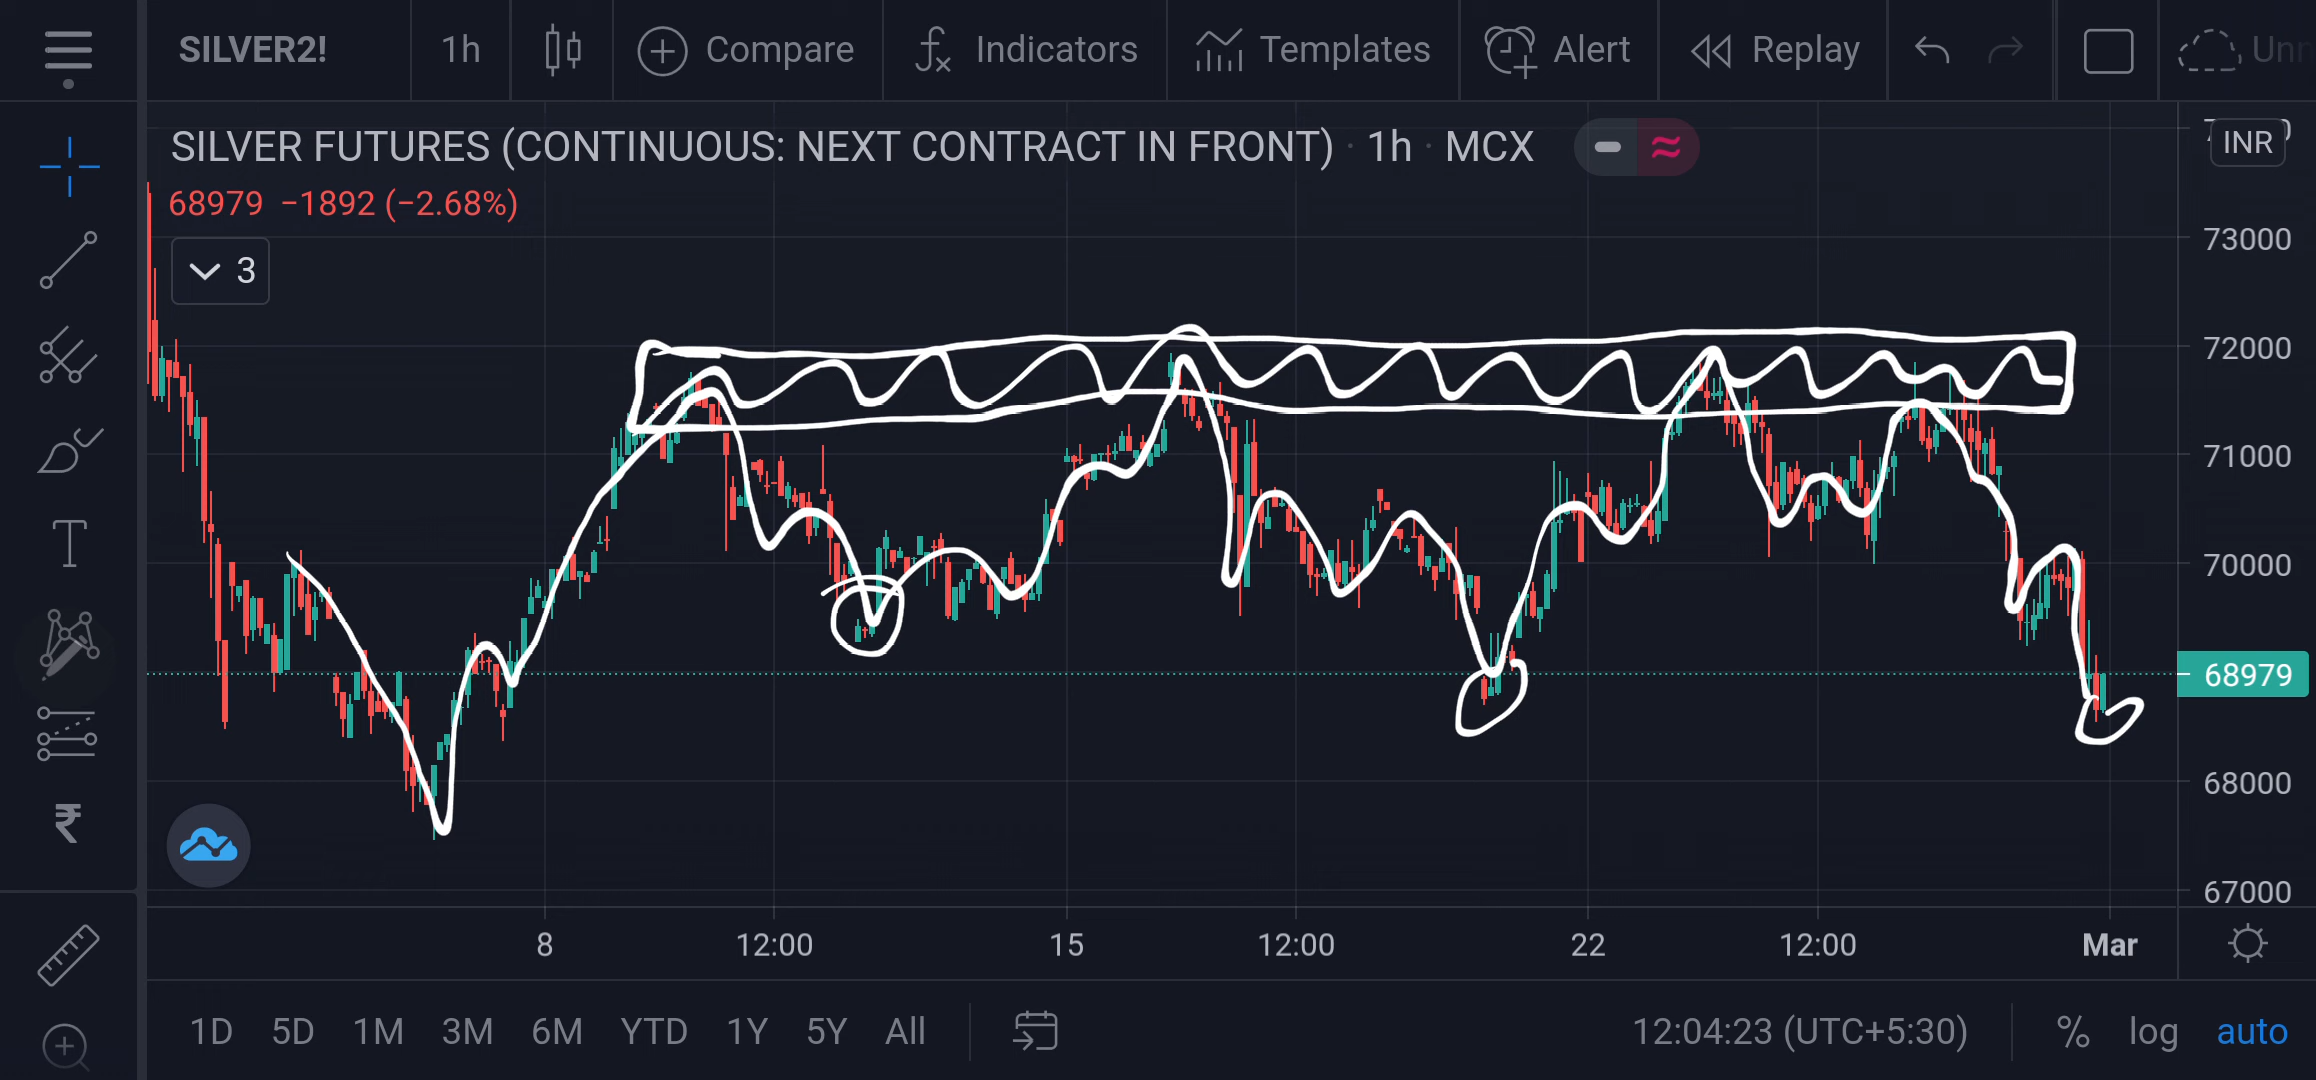 SILVER2! 1h Compare Indicators Templates Alert Replay
SILVER FUTURES (CONTINUOUS: NEXT CONTRACT IN FRONT) · 1h · MCX
INR
68979 −1892 (−2.68%)
3
73000
72000
71000
70000
68979
68000
67000
8 12:00 15 12:00 22 12:00 Mar
1D 5D 1M 3M 6M YTD 1Y 5Y All 12:04:23 (UTC+5:30) % log auto